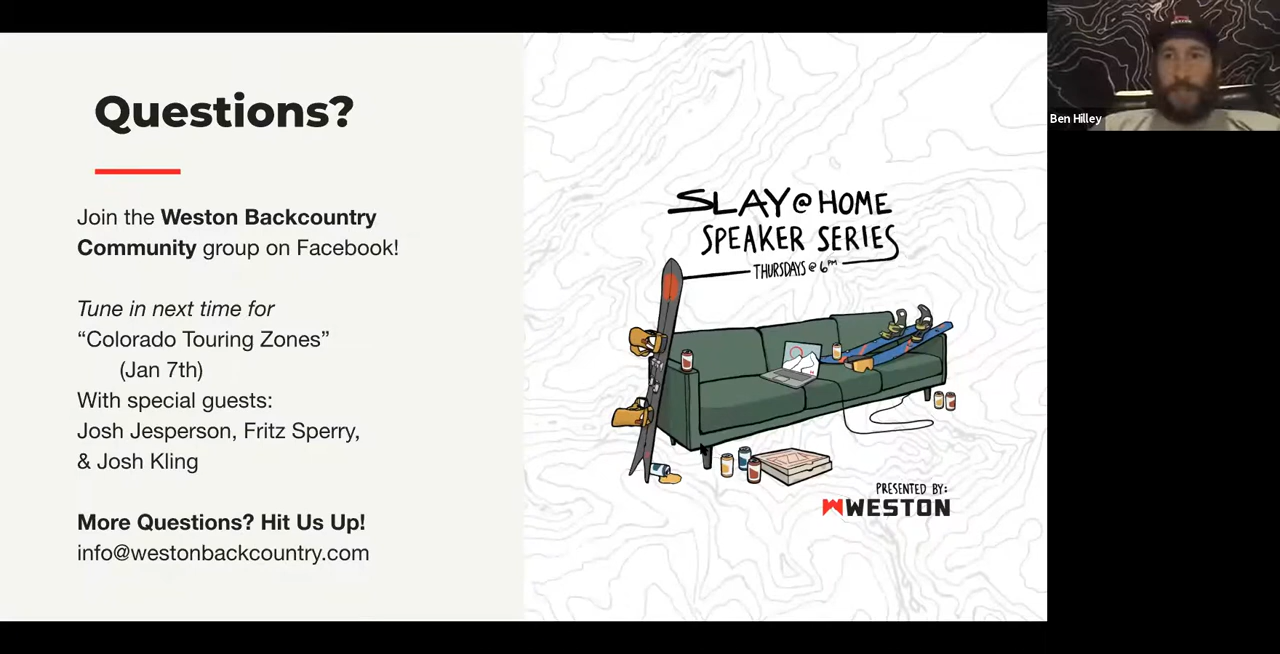 Questions?
Join the Weston Backcountry
Community group on Facebook!
Tune in next time for
“Colorado Touring Zones”
(Jan 7th)
With special guests:
Josh Jesperson, Fritz Sperry,
& Josh Kling
More Questions? Hit Us Up!
info@westonbackcountry.com
SLAY@HOME
SPEAKER SERIES
THURSDAYS @ 6PM
PRESENTED BY:
WESTON
Ben Hilley